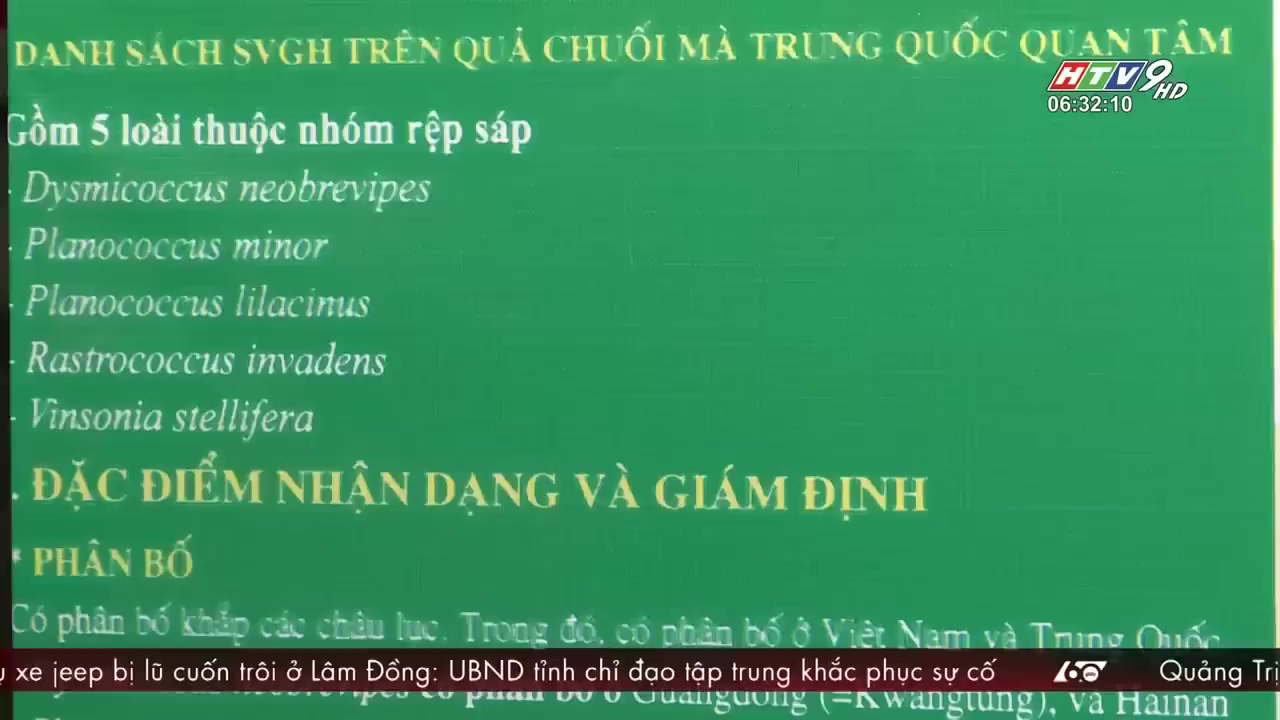 DANH SÁCH SVGH TRÊN QUẢ CHUỐI MÀ TRUNG QUỐC QUAN TÂM
HTV9 HD
06:32:10
Gồm 5 loài thuộc nhóm rệp sáp
- Dysmicoccus neobrevipes
- Planococcus minor
- Planococcus lilacinus
- Rastrococcus invadens
- Vinsonia stellifera
. ĐẶC ĐIỂM NHẬN DẠNG VÀ GIÁM ĐỊNH
* PHÂN BỐ
Có phân bố khắp các châu lục. Trong đó, có phân bố ở Việt Nam và Trung Quốc
xe jeep bị lũ cuốn trôi ở Lâm Đồng: UBND tỉnh chỉ đạo tập trung khắc phục sự cố 60 Quảng Trị
neobrevipes có phân bố ở Guangdong (=Kwangtung), và Hainan